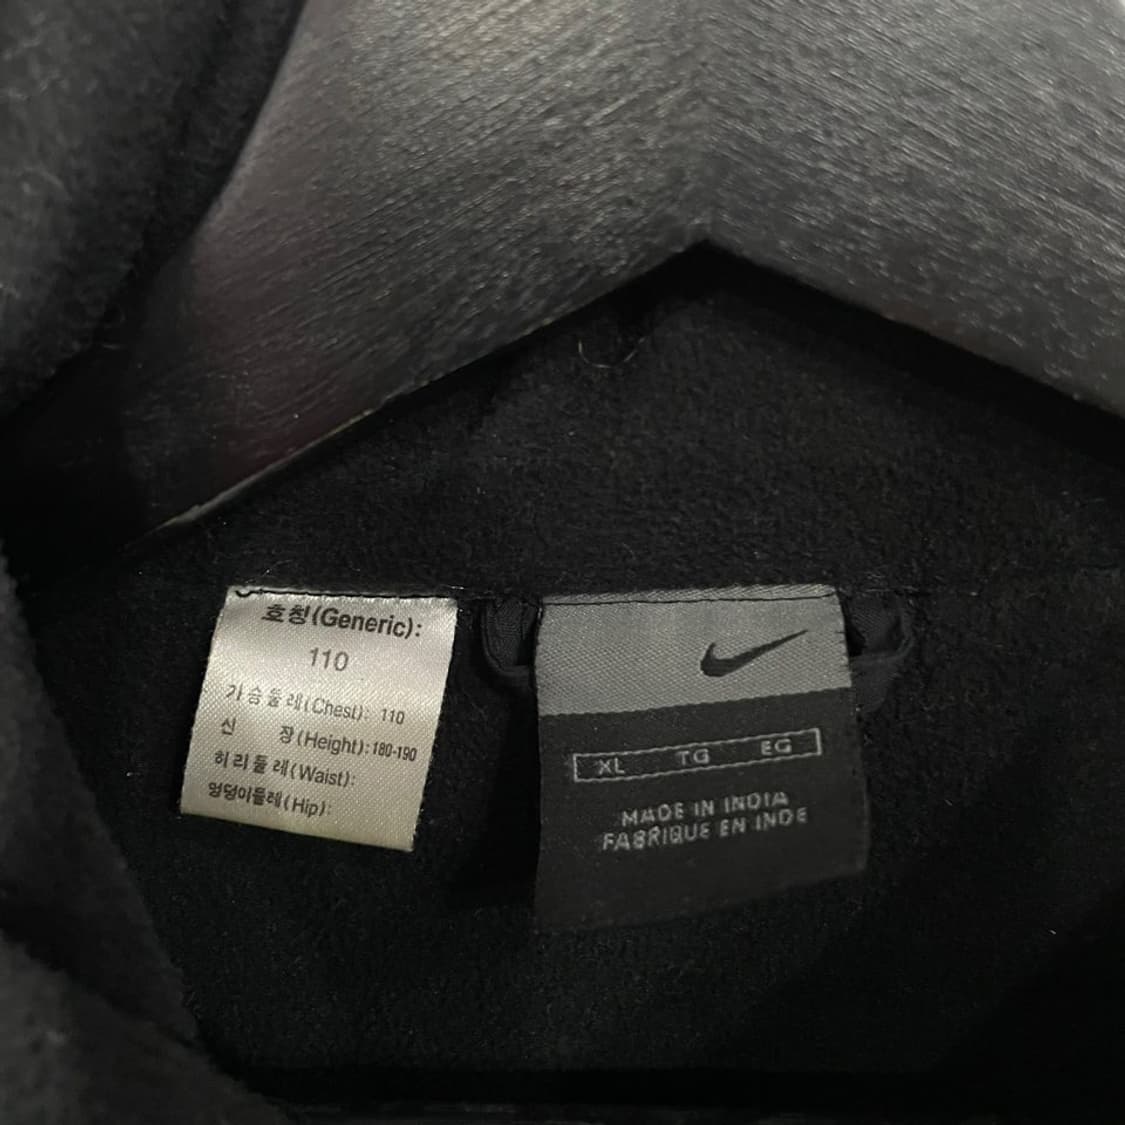 호칭(Generic):
110
가슴둘레(Chest): 110
신 장(Height):180-190
허리둘레(Waist):
엉덩이둘레(Hip):
XL TG EG
MADE IN INDIA
FABRIQUE EN INDE